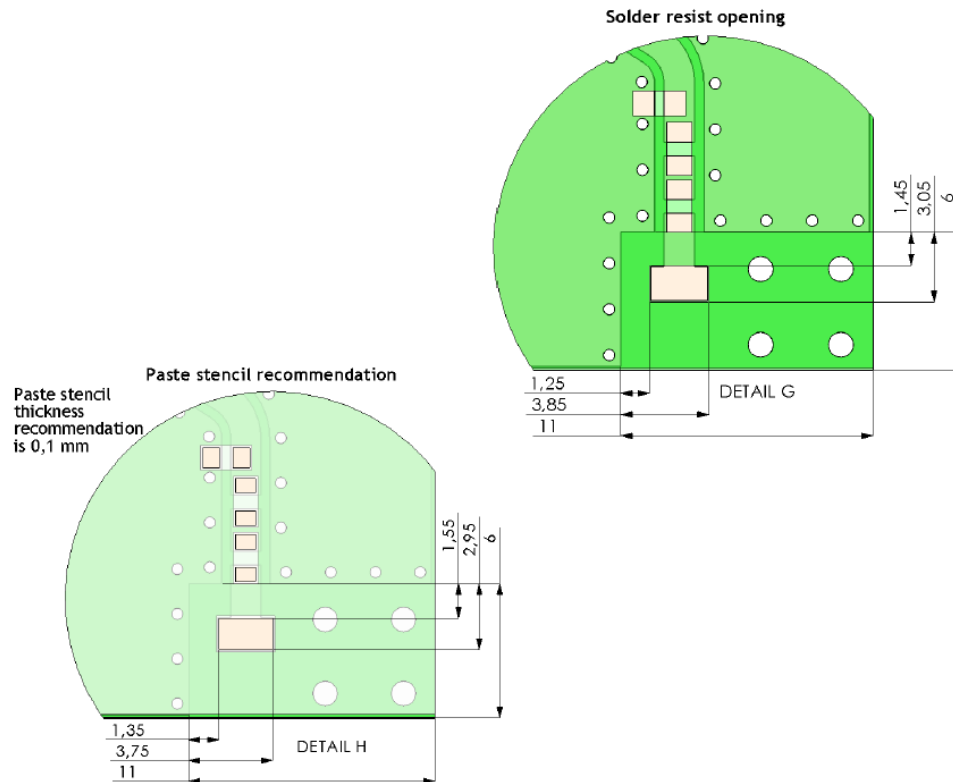 Solder resist opening
1,45
3,05
6
1,25
3,85
11
DETAIL G
Paste stencil recommendation
Paste stencil
thickness
recommendation
is 0,1 mm
1,55
2,95
6
1,35
3,75
11
DETAIL H